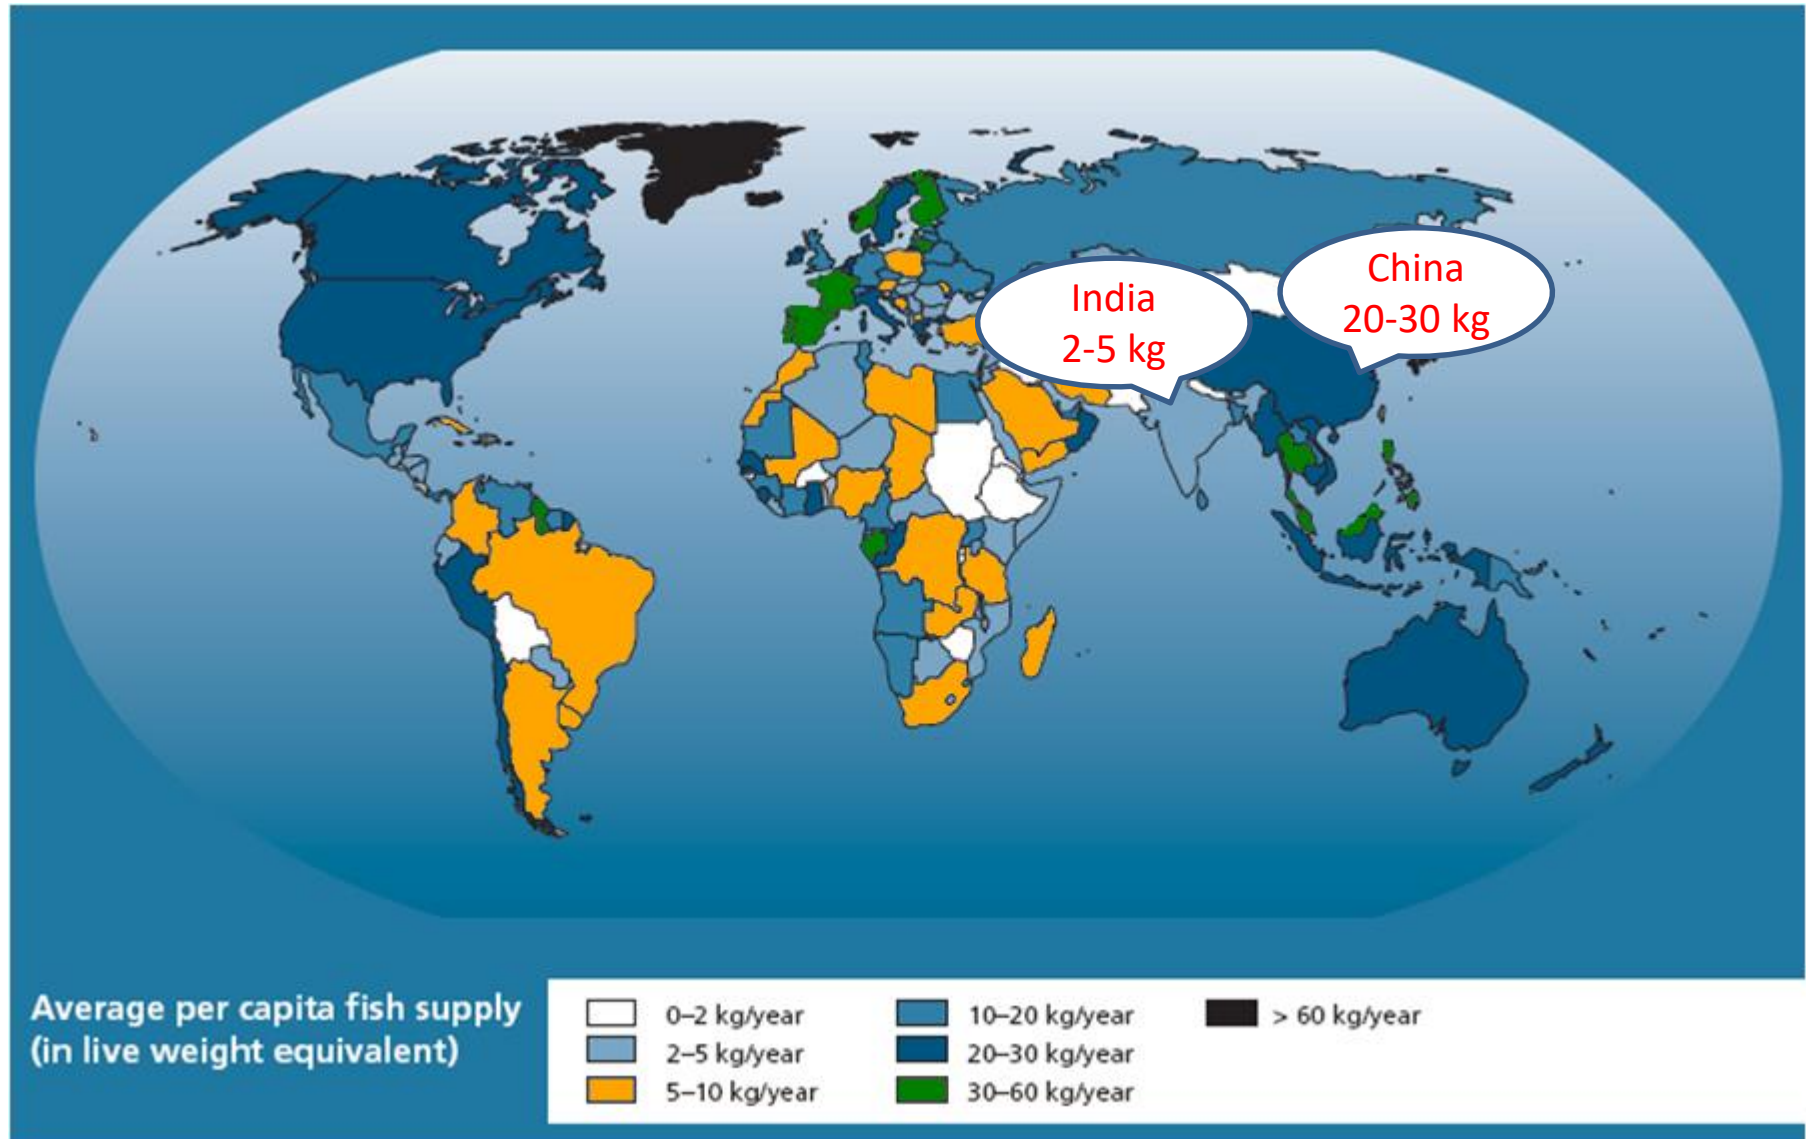 India
2-5 kg
China
20-30 kg
Average per capita fish supply
(in live weight equivalent)
0–2 kg/year
2–5 kg/year
5–10 kg/year
10–20 kg/year
20–30 kg/year
30–60 kg/year
> 60 kg/year